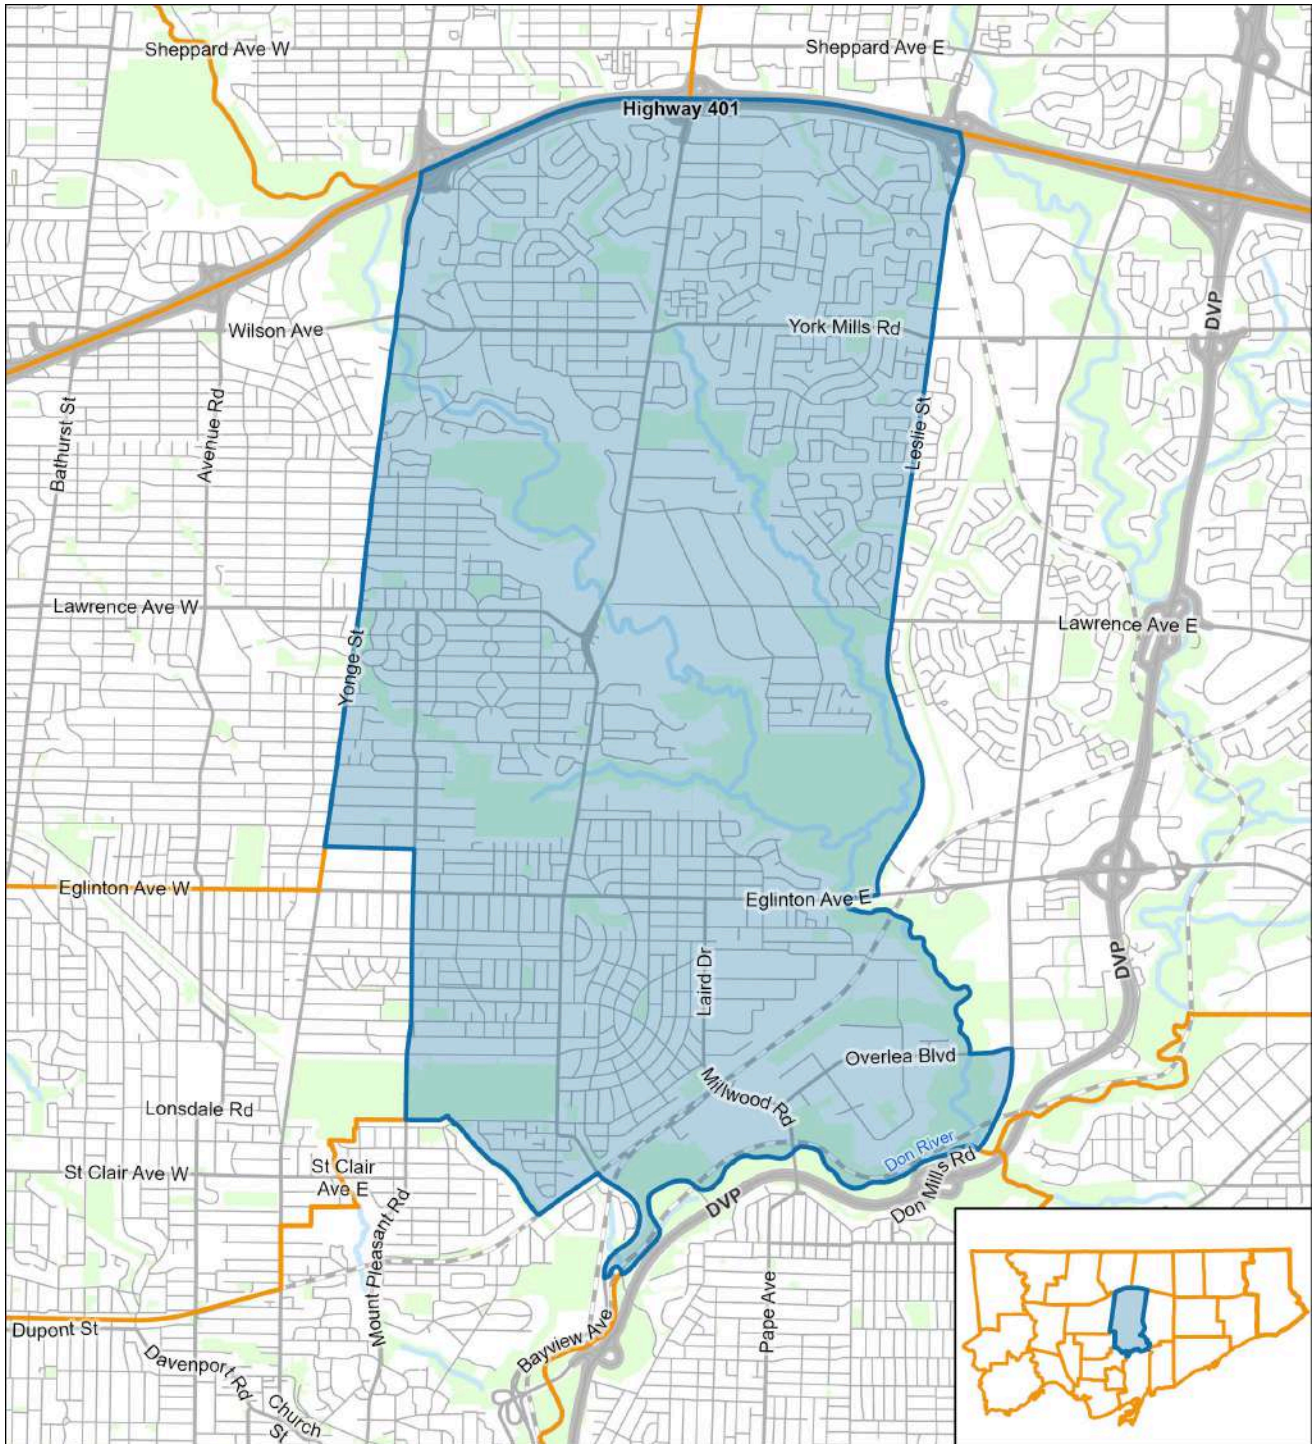 Sheppard Ave W
Sheppard Ave E
Highway 401
Wilson Ave
York Mills Rd
DVP
Bathurst St
Avenue Rd
Leslie St
Lawrence Ave W
Lawrence Ave E
Yonge St
Eglinton Ave W
Eglinton Ave E
Laird Dr
DVP
Overlea Blvd
Millwood Rd
Lonsdale Rd
Don River
St Clair Ave W
St Clair
Ave E
Don Mills Rd
DVP
Mount Pleasant Rd
Pape Ave
Dupont St
Bayview Ave
Davenport Rd
Church
St